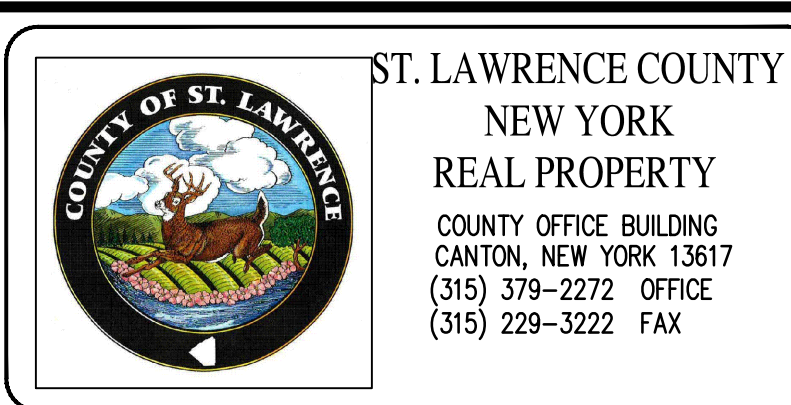 COUNTY OF ST. LAWRENCE
ST. LAWRENCE COUNTY
NEW YORK
REAL PROPERTY
COUNTY OFFICE BUILDING
CANTON, NEW YORK 13617
(315) 379-2272 OFFICE
(315) 229-3222 FAX